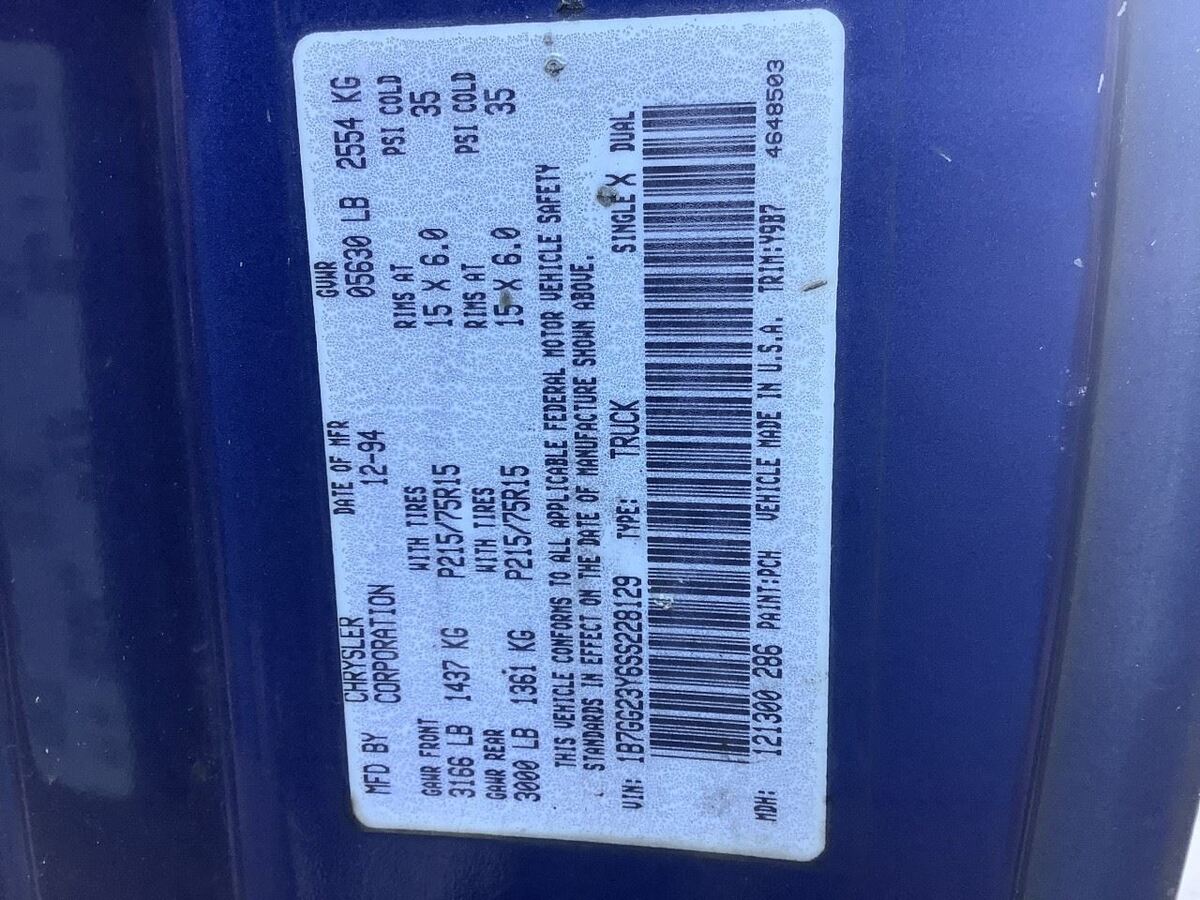 MFD BY CHRYSLER CORPORATION DATE OF MFR 12-94 GVWR 05630 LB 2554 KG
GAWR FRONT WITH TIRES RIMS AT PSI COLD
3166 LB 1437 KG P215/75R15 15 X 6.0 35
GAWR REAR WITH TIRES RIMS AT PSI COLD
3000 LB 1361 KG P215/75R15 15 X 6.0 35
THIS VEHICLE CONFORMS TO ALL APPLICABLE FEDERAL MOTOR VEHICLE SAFETY
STANDARDS IN EFFECT ON THE DATE OF MANUFACTURE SHOWN ABOVE.
VIN: 1B7GG23Y6SS228129 TYPE: TRUCK SINGLE X DUAL
MDH: 121300 286 PAINT:PCH VEHICLE MADE IN U.S.A. TRIM:Y9B7 4648503